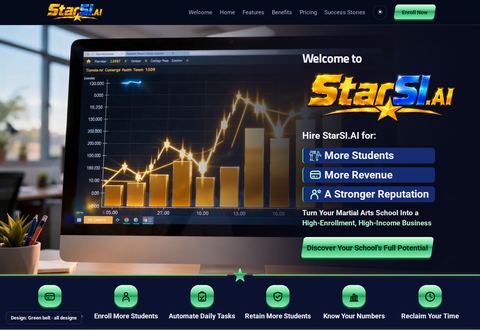 StarSI.AI
Welcome
Home
Features
Benefits
Pricing
Success Stories
Enroll Now
Welcome to
StarSI.AI
Hire StarSI.AI for:
More Students
More Revenue
A Stronger Reputation
Turn Your Martial Arts School Into a
High-Enrollment, High-Income Business
Discover Your School's Full Potential
Enroll More Students
Automate Daily Tasks
Retain More Students
Know Your Numbers
Reclaim Your Time
Design: Green belt · all designs